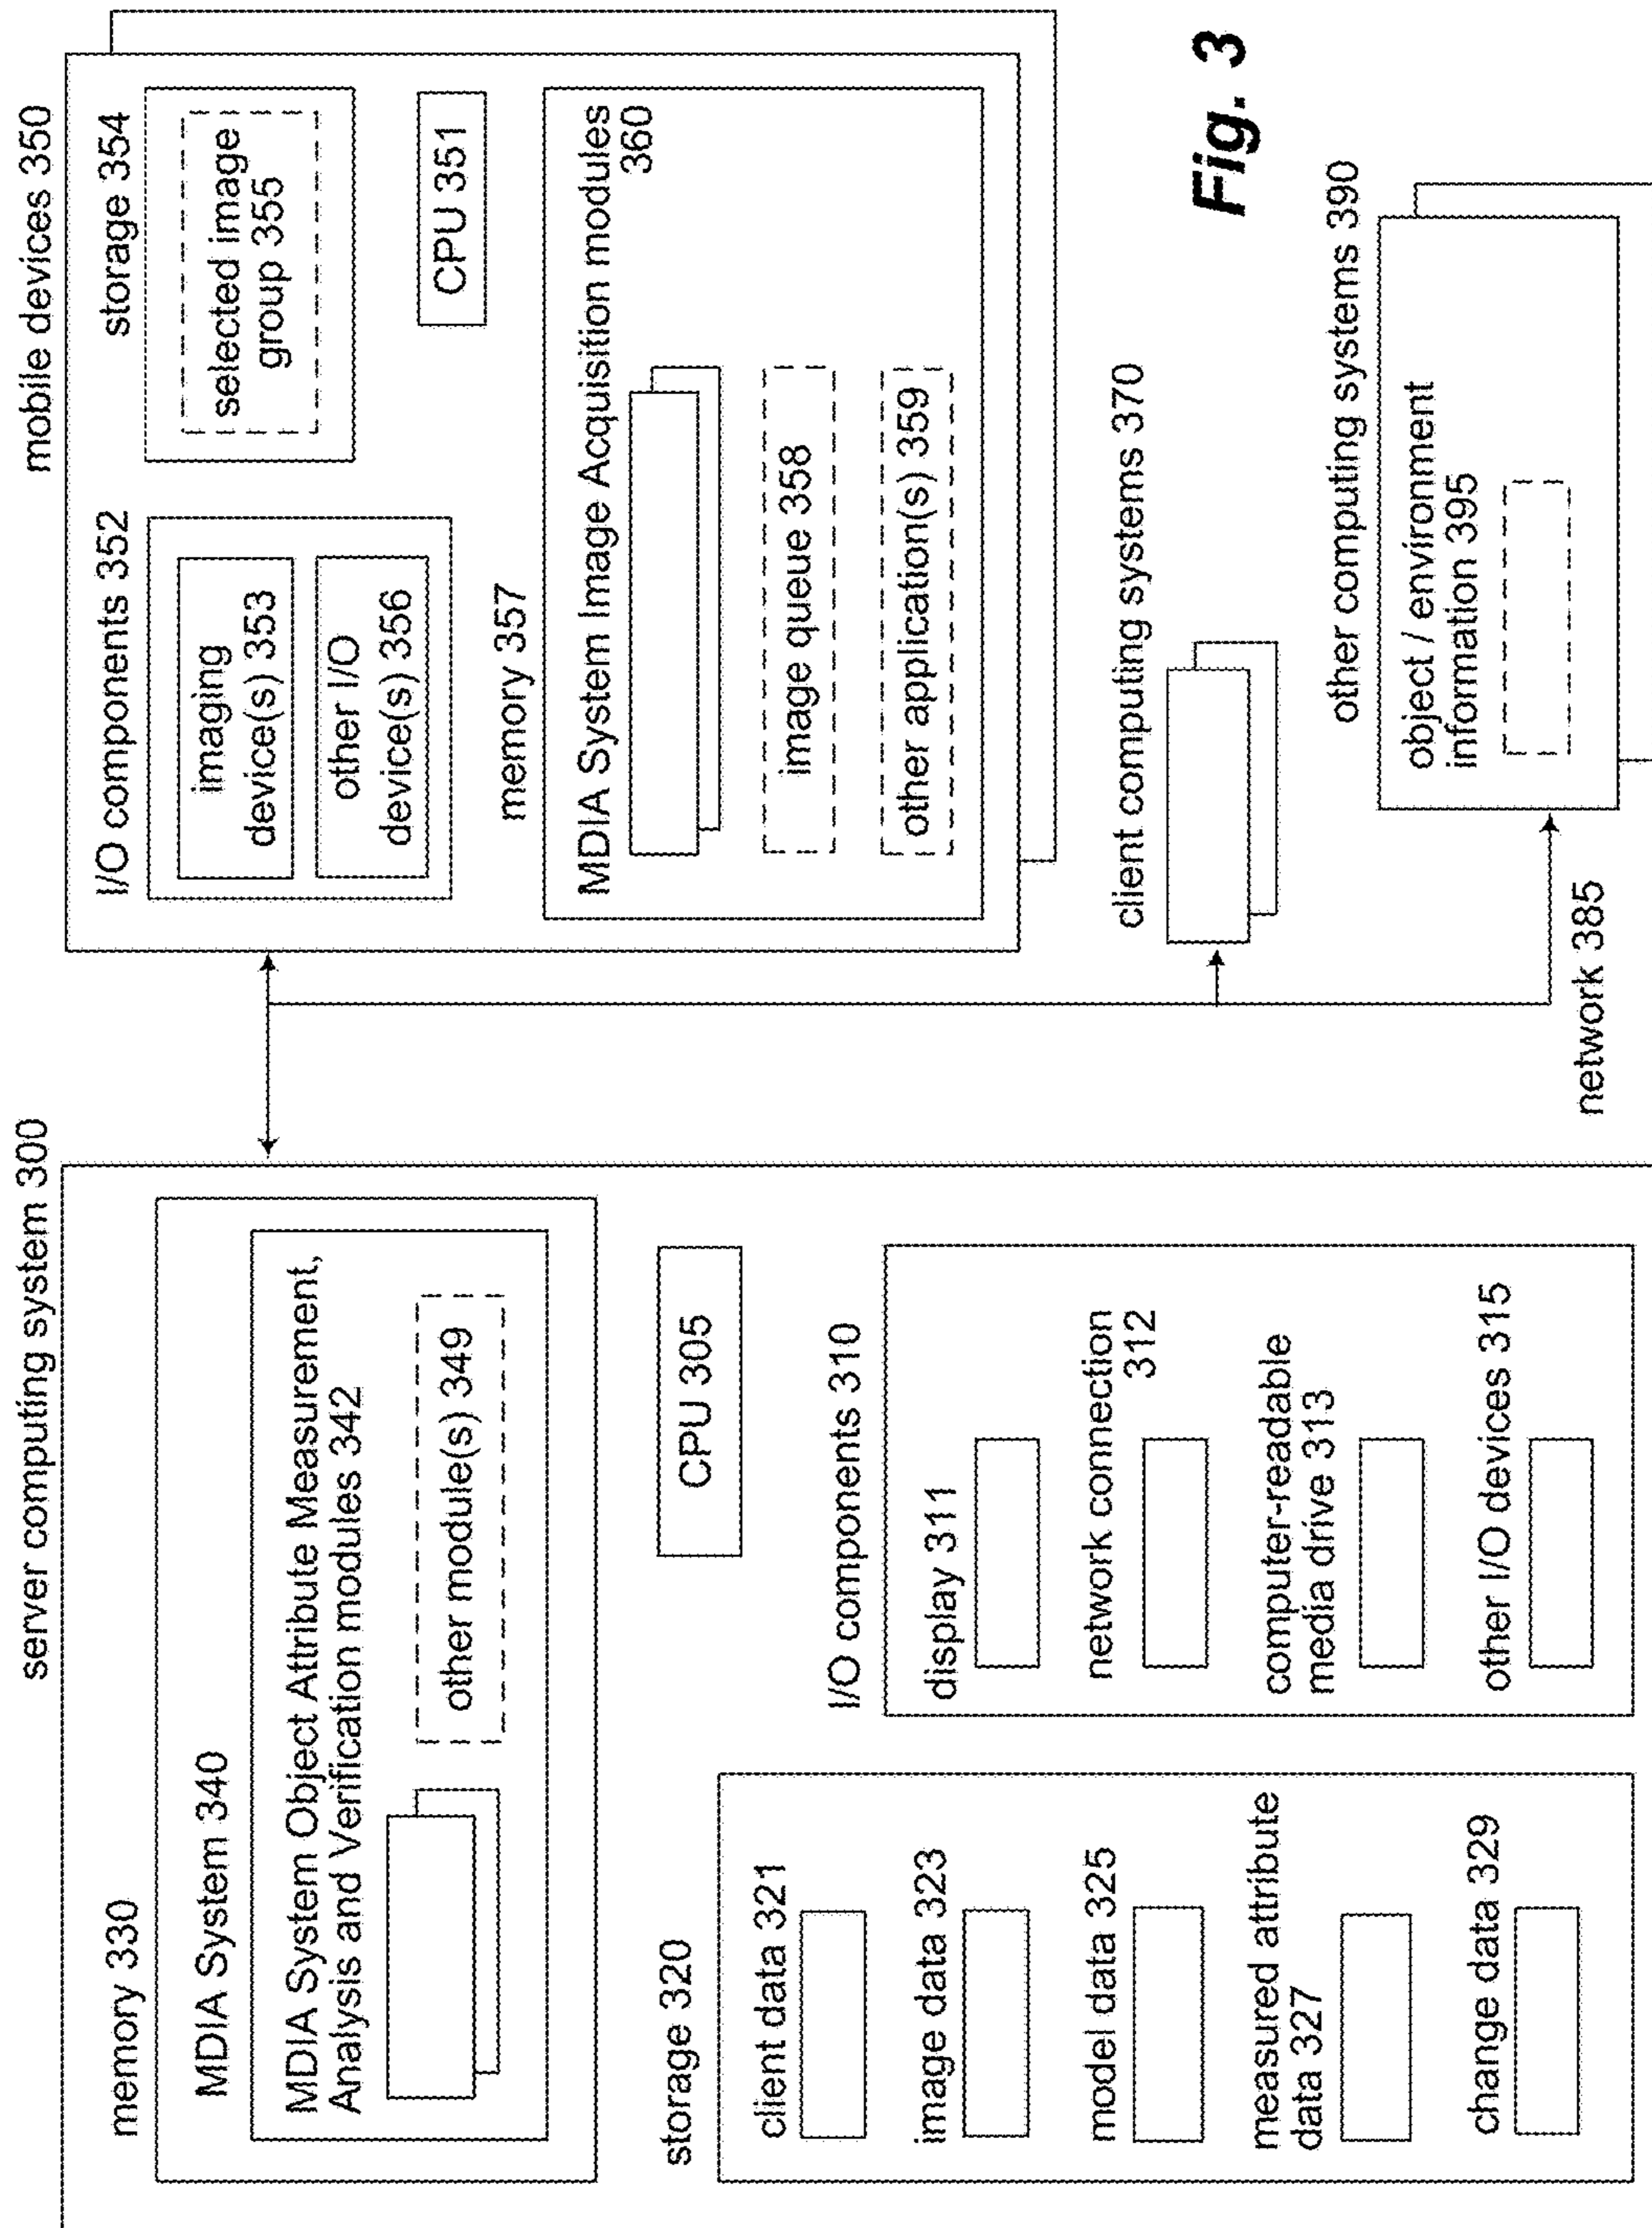 server computing system 300
memory 330
MDIA System 340
MDIA System Object Attribute Measurement,
Analysis and Verification modules 342
other module(s) 349
CPU 305
storage 320
client data 321
image data 323
model data 325
measured attribute
data 327
change data 329
I/O components 310
display 311
network connection
312
computer-readable
media drive 313
other I/O devices 315
mobile devices 350
I/O components 352
imaging
device(s) 353
other I/O
device(s) 356
storage 354
selected image
group 355
CPU 351
memory 357
MDIA System Image Acquisition modules
360
image queue 358
other application(s) 359
client computing systems 370
other computing systems 390
object / environment
information 395
network 385
Fig. 3